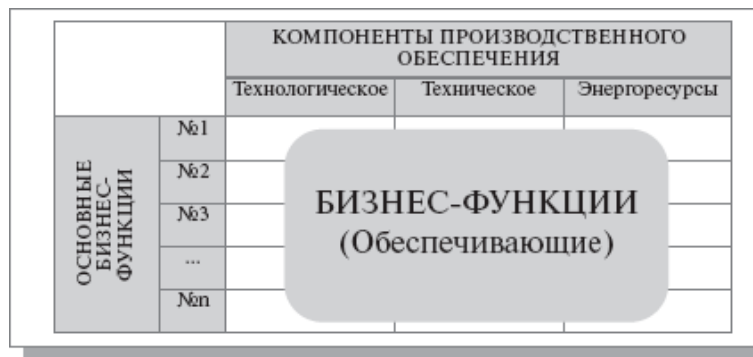 КОМПОНЕНТЫ ПРОИЗВОДСТВЕННОГО
ОБЕСПЕЧЕНИЯ
Технологическое Техническое Энергоресурсы
ОСНОВНЫЕ
БИЗНЕС-
ФУНКЦИИ
№1
№2
№3
...
№n
БИЗНЕС-ФУНКЦИИ
(Обеспечивающие)